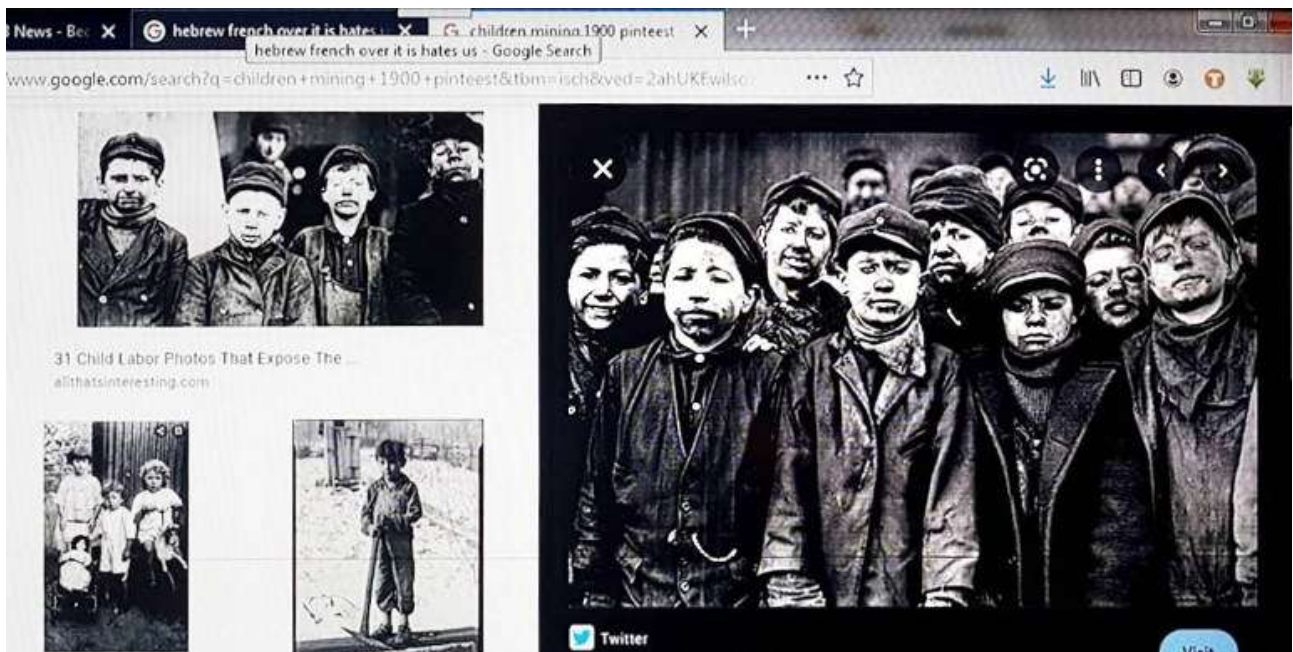 News - Be
hebrew french over it is hates
children mining 1900 pinteest
hebrew french over it is hates us - Google Search
www.google.com/search?q=children+mining+1900+pinteest&tbm=isch&ved=2ahUKEwilso
31 Child Labor Photos That Expose The ...
allthatsinteresting.com
Twitter
Visit